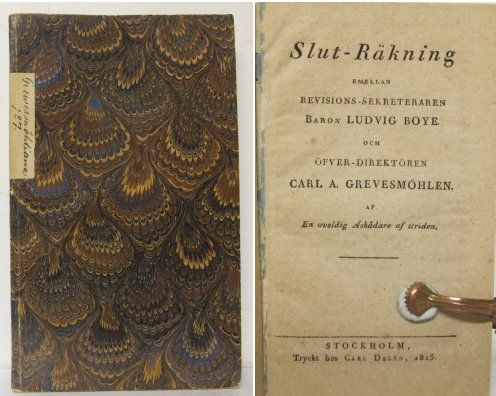 Grevesmöhliana
Slut-Räkning
EMELLAN
REVISIONS-SEKRETERAREN
BARON LUDVIG BOYE.
OCH
ÖFVER-DIREKTÖREN
CARL A. GREVESMÖHLEN.
AF
En oveldig Åskådare af striden.
STOCKHOLM,
Tryckt hos CARL DELÉN, 1815.